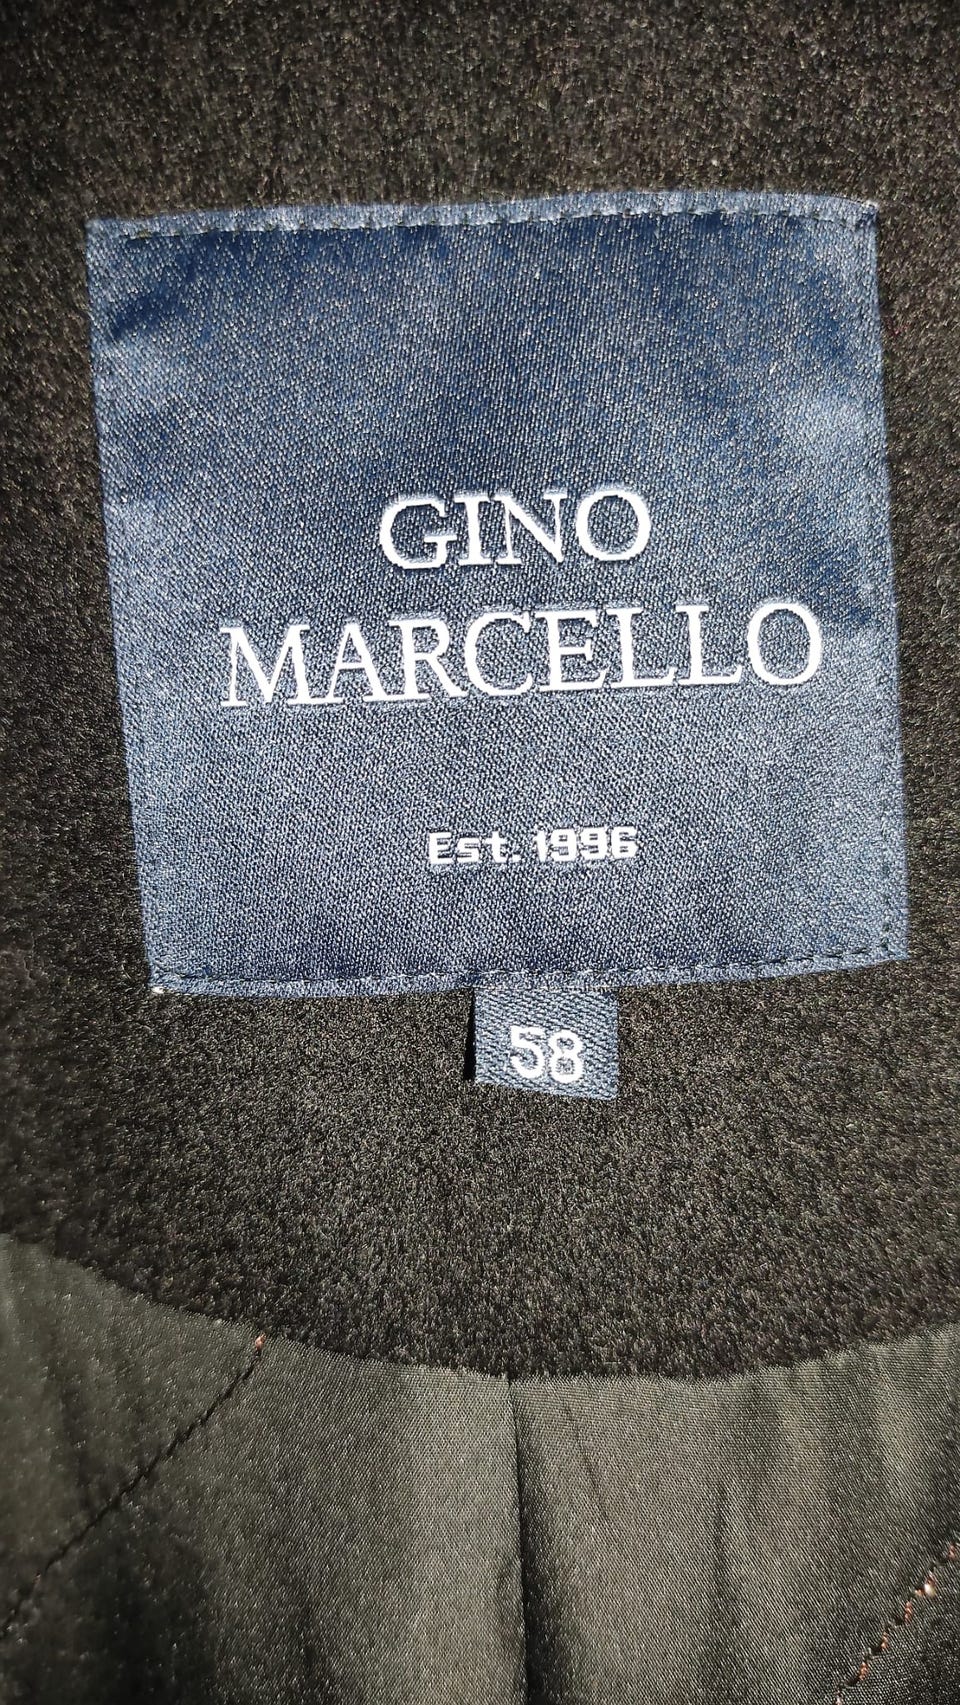 GINO
MARCELLO
Est. 1996
58